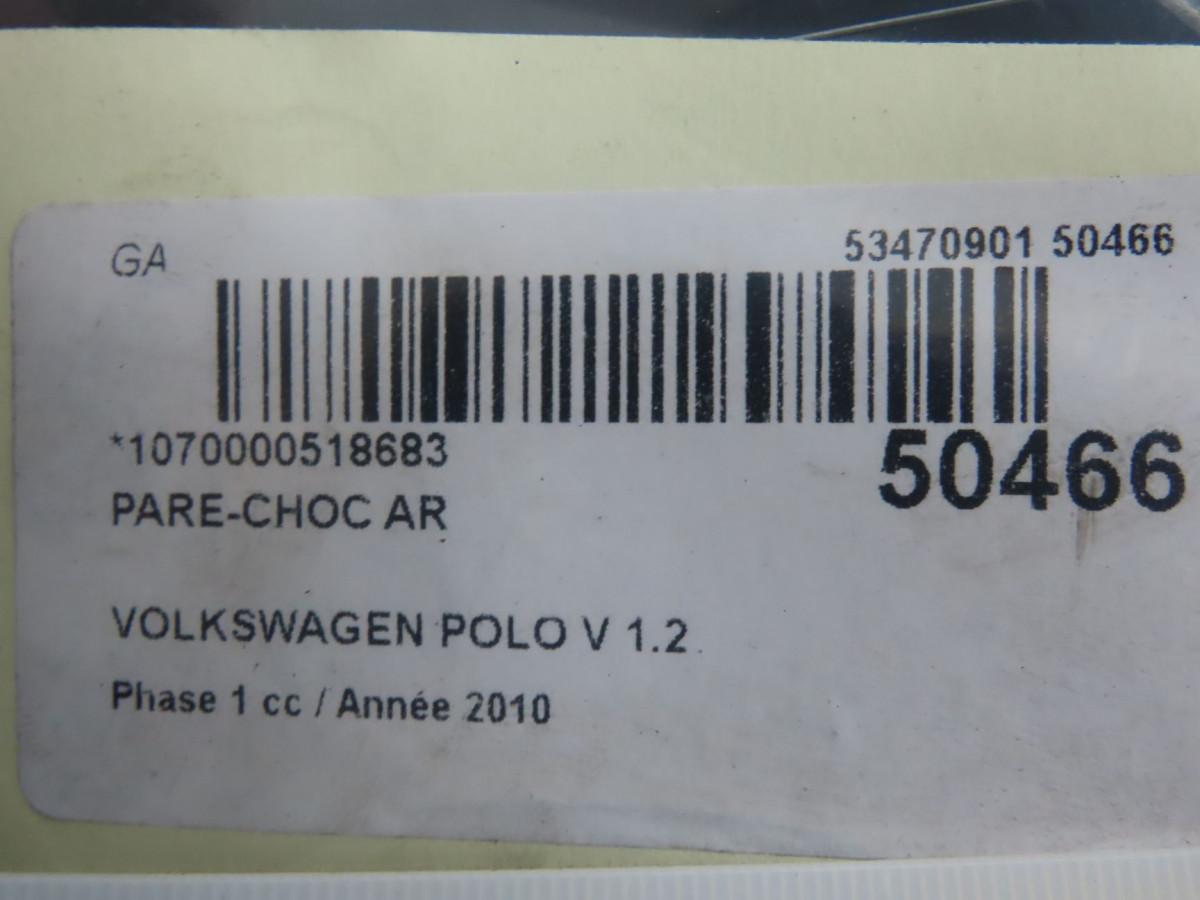 GA
53470901 50466
*1070000518683
50466
PARE-CHOC AR
VOLKSWAGEN POLO V 1.2
Phase 1 cc / Année 2010